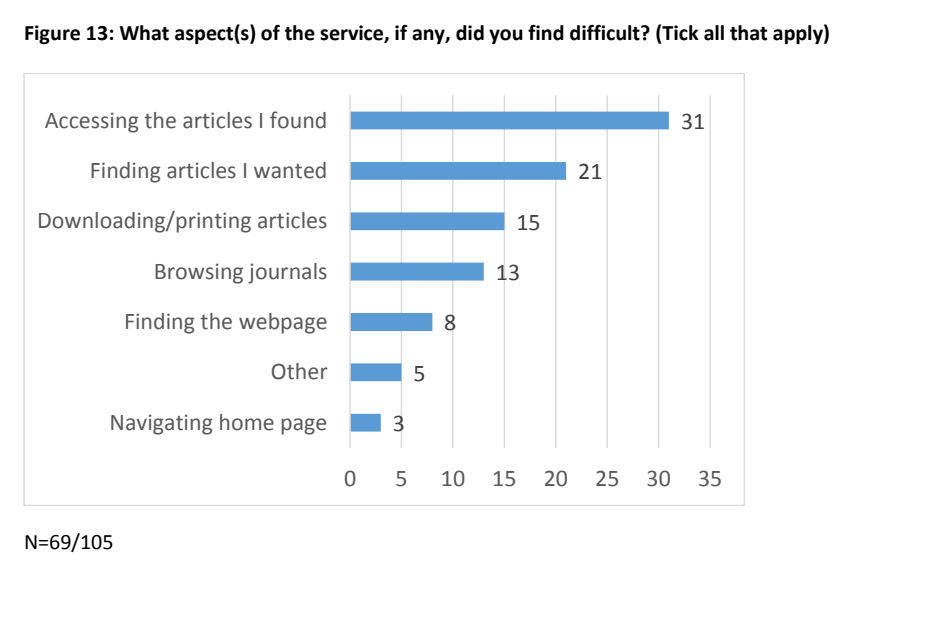 Figure 13: What aspect(s) of the service, if any, did you find difficult? (Tick all that apply)
Accessing the articles I found 31
Finding articles I wanted 21
Downloading/printing articles 15
Browsing journals 13
Finding the webpage 8
Other 5
Navigating home page 3
0 5 10 15 20 25 30 35
N=69/105